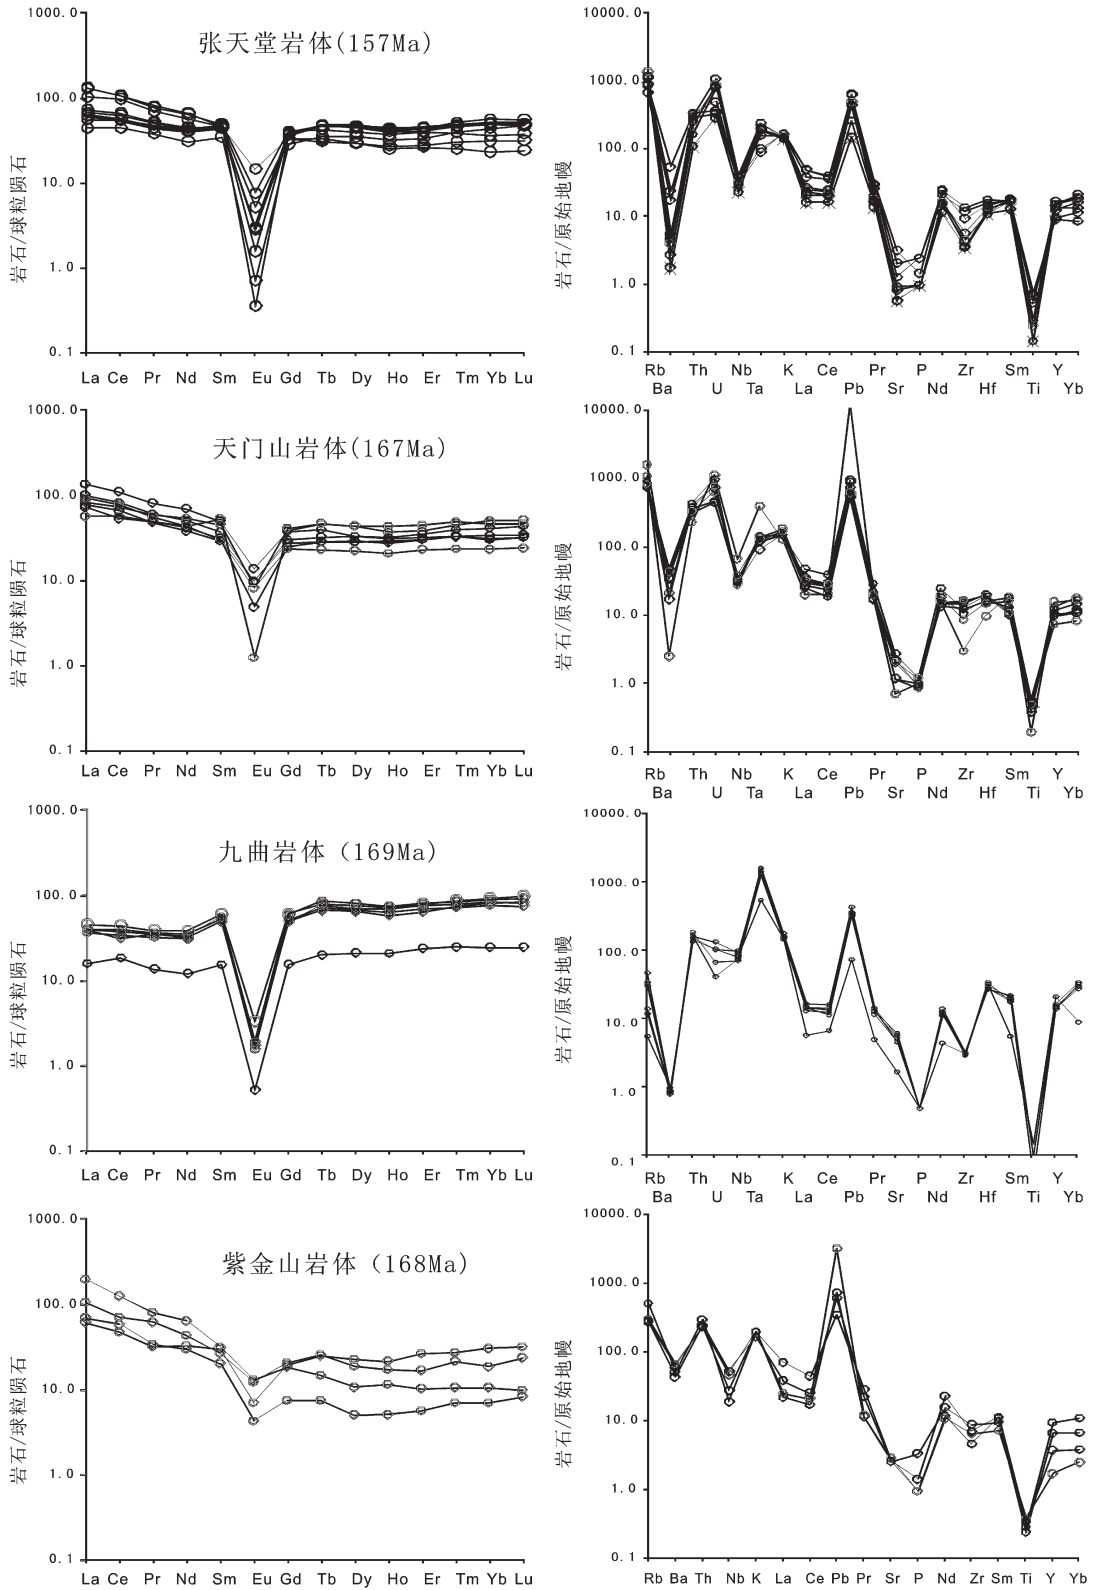 1000.0
100.0
10.0
1.0
0.1
岩石/球粒陨石
张天堂岩体(157Ma)
La Ce Pr Nd Sm Eu Gd Tb Dy Ho Er Tm Yb Lu
10000.0
1000.0
100.0
10.0
1.0
0.1
岩石/原始地幔
Rb Th Nb K Ce Pr P Zr Sm Y
Ba U Ta La Pb Sr Nd Hf Ti Yb
1000.0
100.0
10.0
1.0
0.1
岩石/球粒陨石
天门山岩体(167Ma)
La Ce Pr Nd Sm Eu Gd Tb Dy Ho Er Tm Yb Lu
10000.0
1000.0
100.0
10.0
1.0
0.1
岩石/原始地幔
Rb Th Nb K Ce Pr P Zr Sm Y
Ba U Ta La Pb Sr Nd Hf Ti Yb
1000.0
100.0
10.0
1.0
0.1
岩石/球粒陨石
九曲岩体（169Ma)
La Ce Pr Nd Sm Eu Gd Tb Dy Ho Er Tm Yb Lu
10000.0
1000.0
100.0
10.0
1.0
0.1
岩石/原始地幔
Rb Th Nb K Ce Pr P Zr Sm Y
Ba U Ta La Pb Sr Nd Hf Ti Yb
1000.0
100.0
10.0
1.0
0.1
岩石/球粒陨石
紫金山岩体（168Ma)
La Ce Pr Nd Sm Eu Gd Tb Dy Ho Er Tm Yb Lu
10000.0
1000.0
100.0
10.0
1.0
0.1
岩石/原始地幔
Rb Ba Th Nb K La Ce Pb Pr Sr P Nd Zr Sm Ti Y Yb